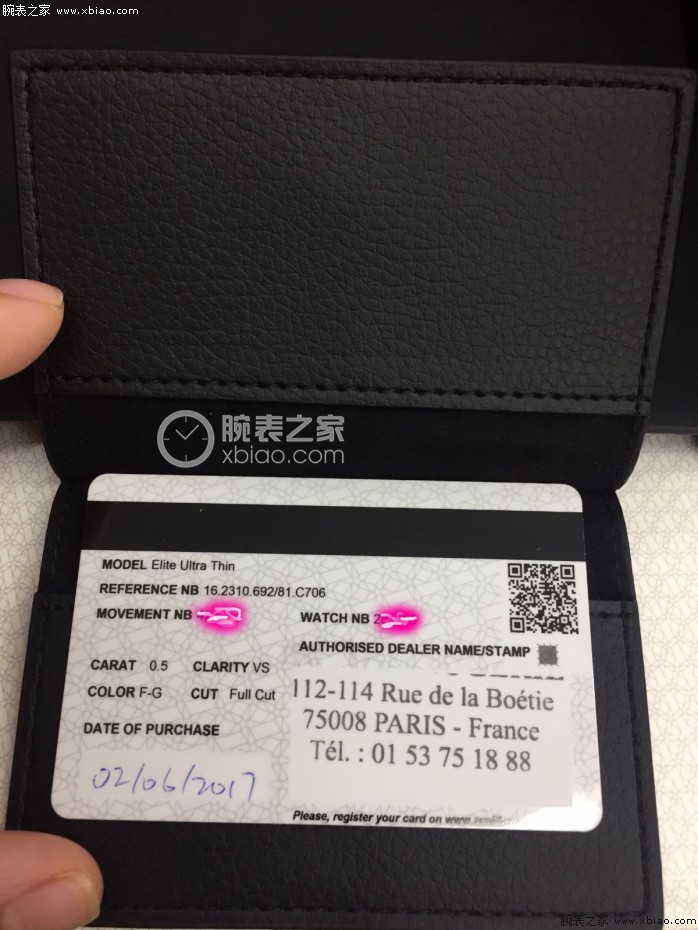 腕表之家 www.xbiao.com
腕表之家
xbiao.com
MODEL Elite Ultra Thin
REFERENCE NB 16.2310.692/81.C706
MOVEMENT NB
WATCH NB 2
AUTHORISED DEALER NAME/STAMP
CARAT 0.5 CLARITY VS
COLOR F-G CUT Full Cut
112-114 Rue de la Boétie
75008 PARIS - France
Tél. : 01 53 75 18 88
DATE OF PURCHASE
02/06/2017
Please, register your card on www.
腕表之家 www.xbiao.com